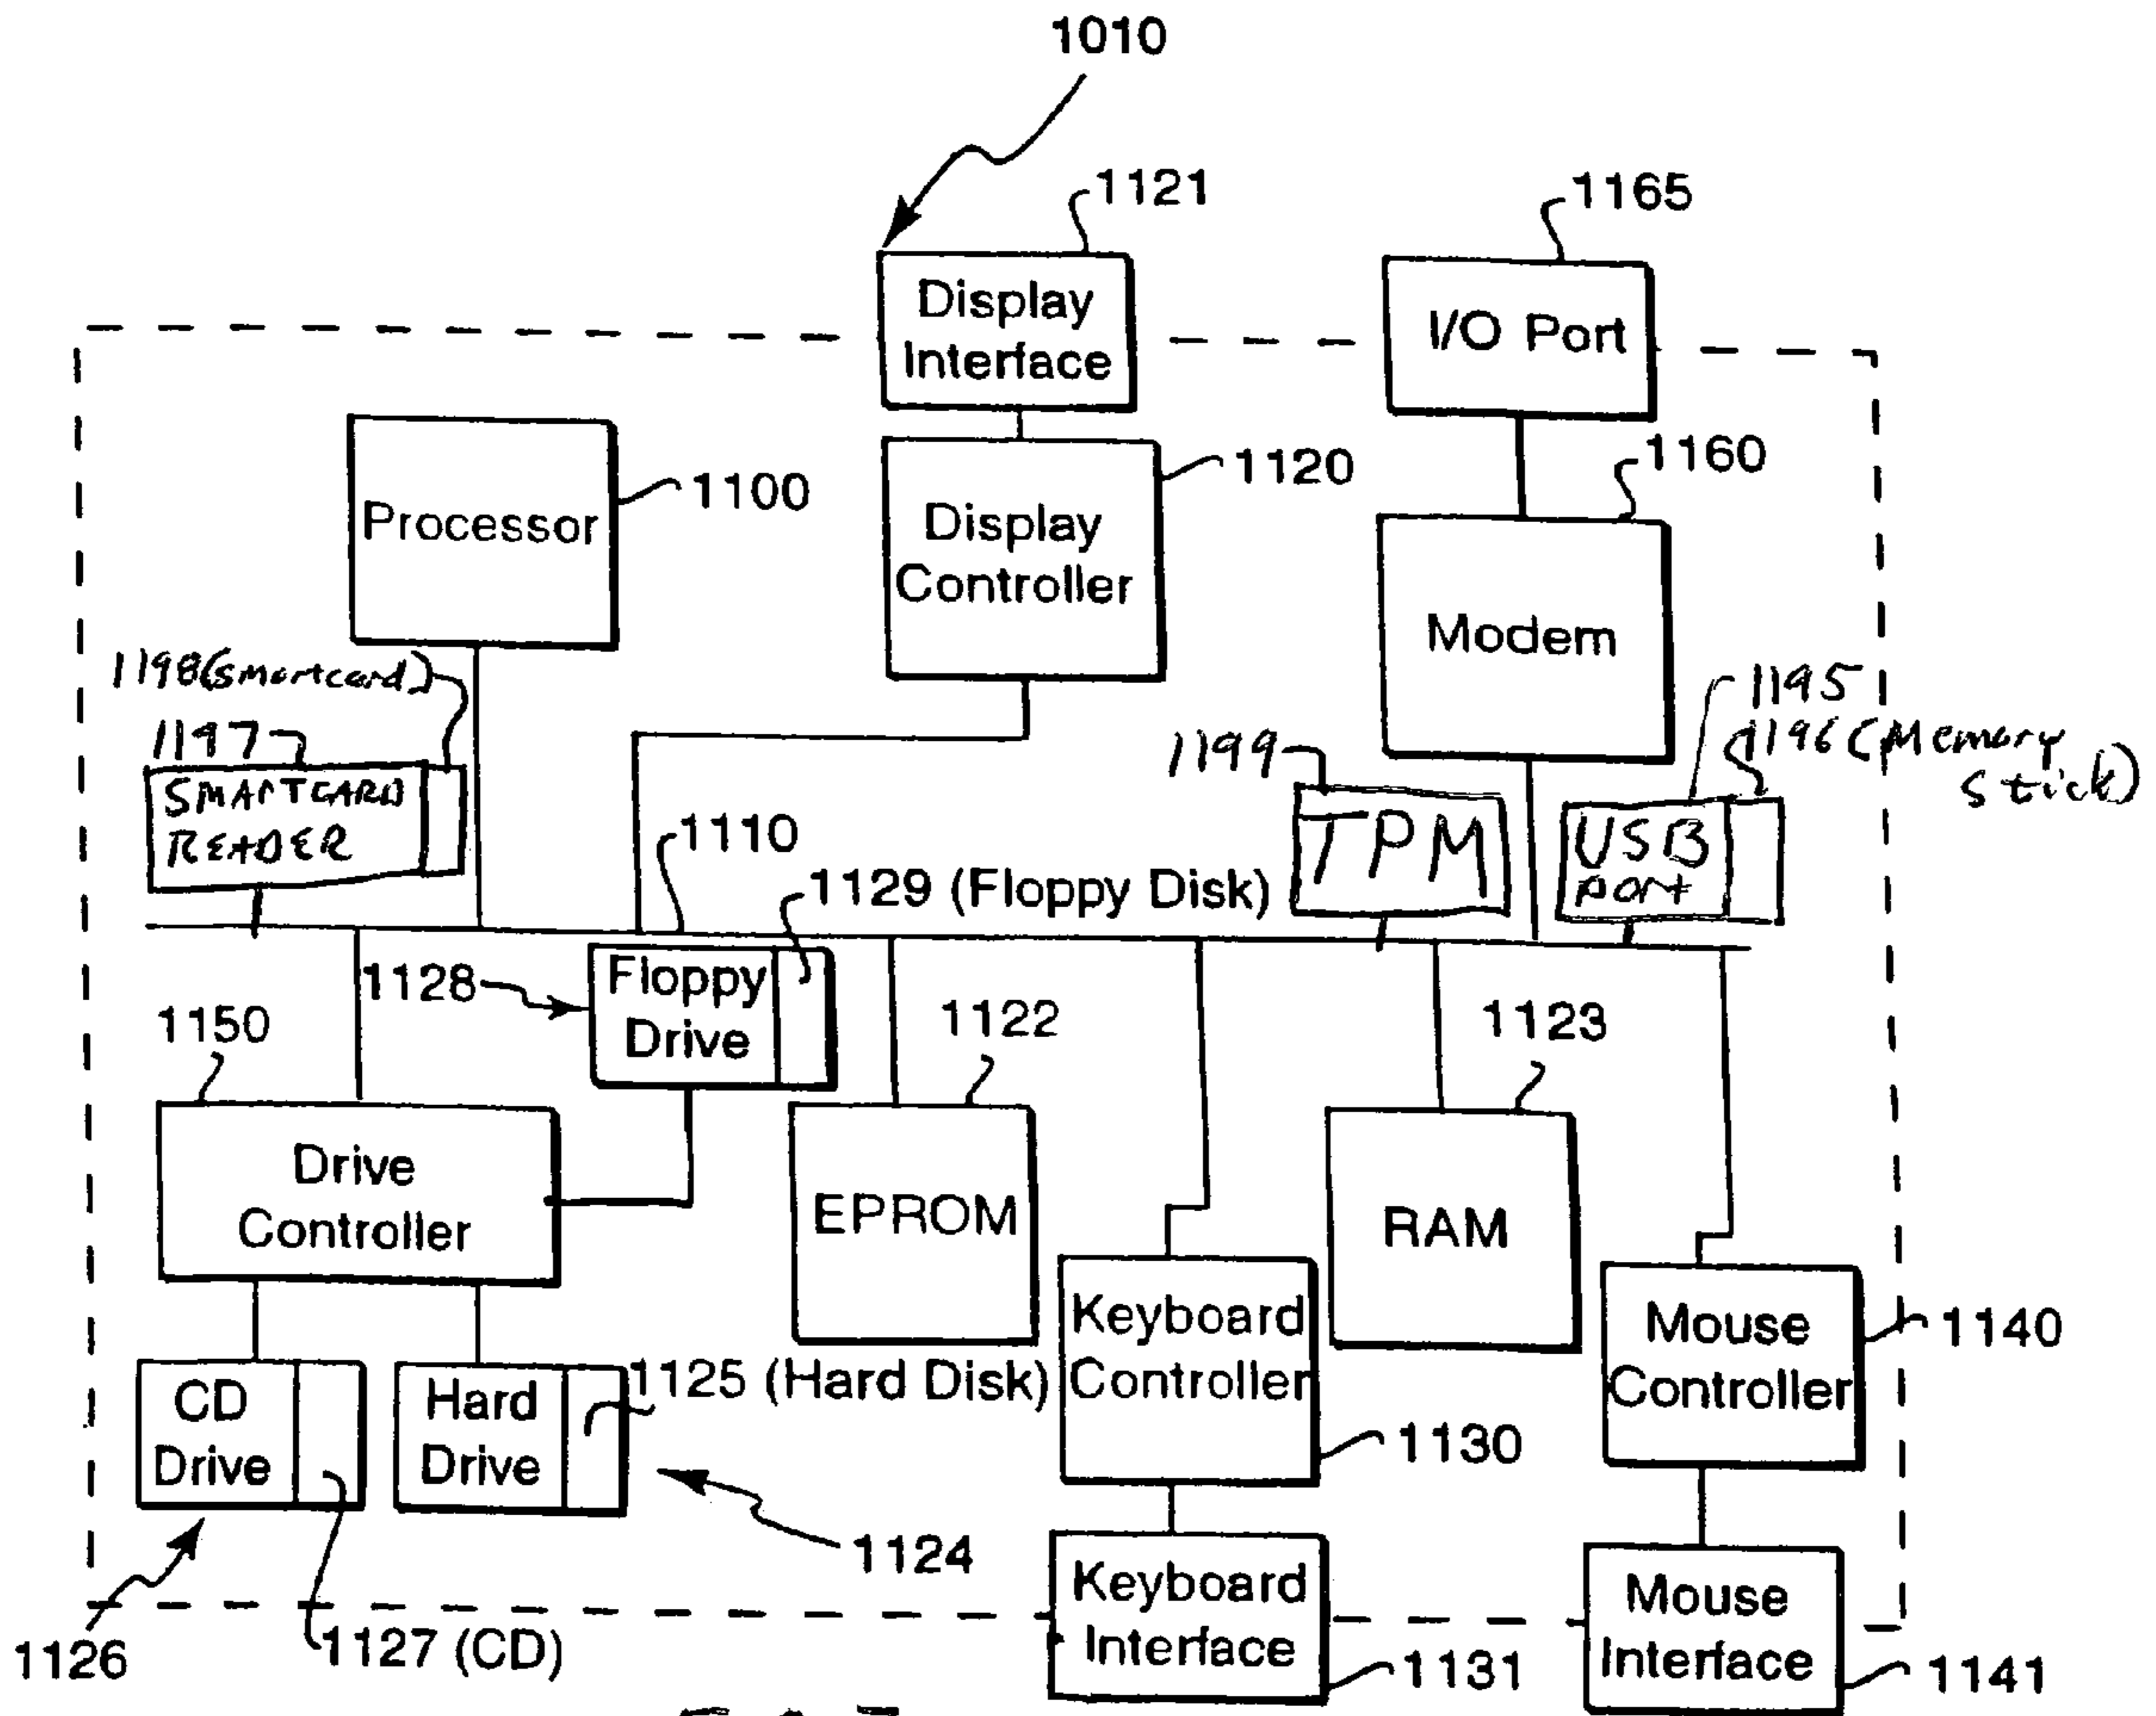 1010
1121
1165
Display
Interface
I/O Port
1100
1120
1160
Processor
Display
Controller
Modem
1198(smartcard)
1197
SMARTCARD
READER
1199
TPM
1195
1196 (Memory
stick)
USB
port
1110
1129 (Floppy Disk)
1128
Floppy
Drive
1150
1122
1123
Drive
Controller
EPROM
RAM
Keyboard
Controller
Mouse
Controller
1140
CD
Drive
Hard
Drive
1125 (Hard Disk)
1130
1124
Keyboard
Interface
Mouse
Interface
1126
1127 (CD)
1131
1141